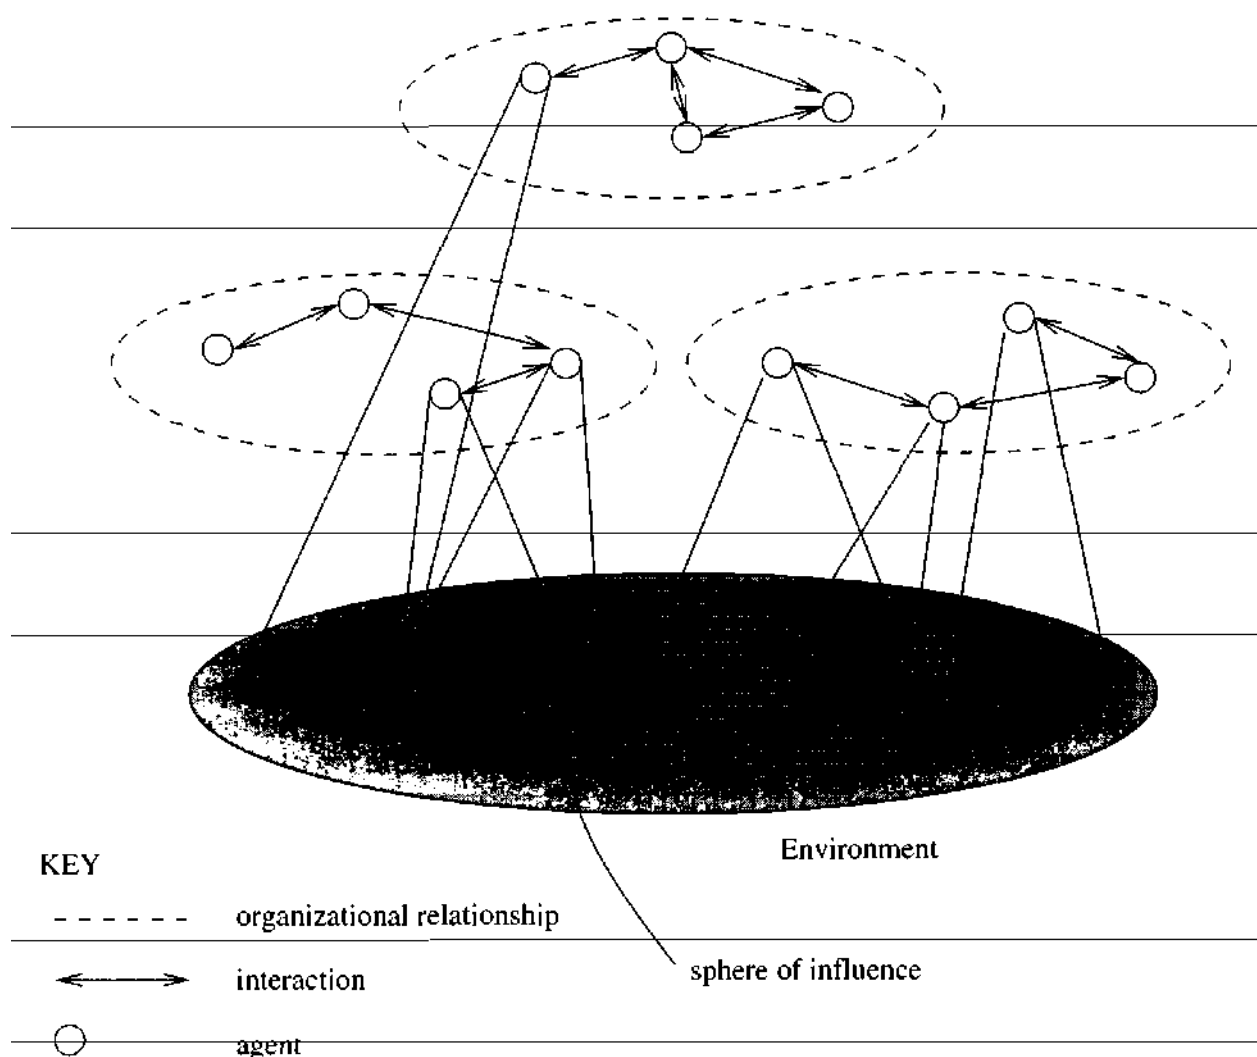 Environment
KEY
organizational relationship
sphere of influence
interaction
agent